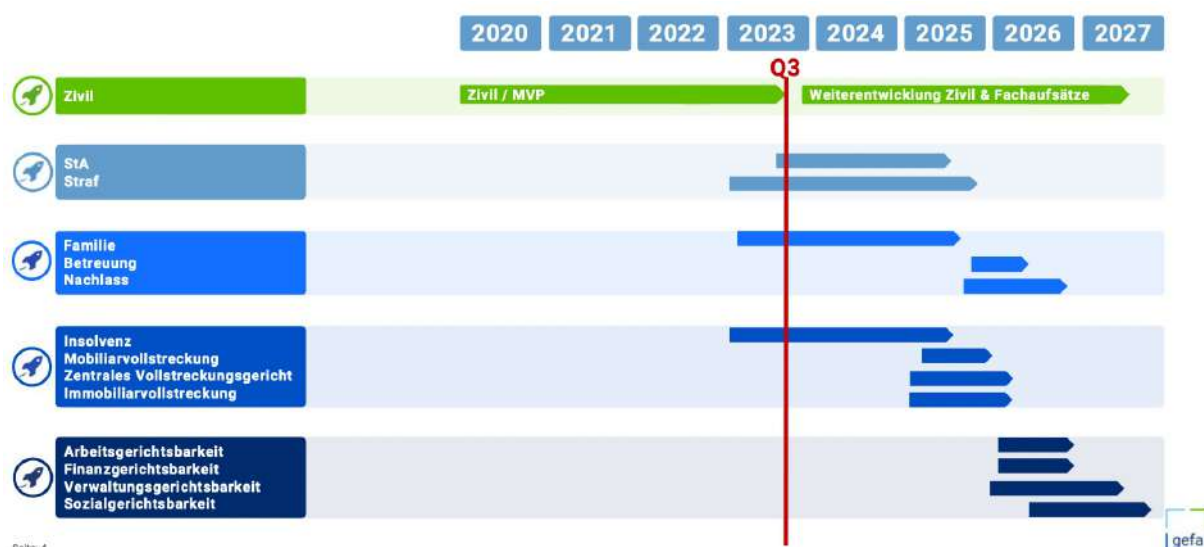 2020 2021 2022 2023 2024 2025 2026 2027
Q3
Zivil
Zivil / MVP
Weiterentwicklung Zivil & Fachaufsätze
StA
Straf
Familie
Betreuung
Nachlass
Insolvenz
Mobiliarvollstreckung
Zentrales Vollstreckungsgericht
Immobiliarvollstreckung
Arbeitsgerichtsbarkeit
Finanzgerichtsbarkeit
Verwaltungsgerichtsbarkeit
Sozialgerichtsbarkeit
gefa